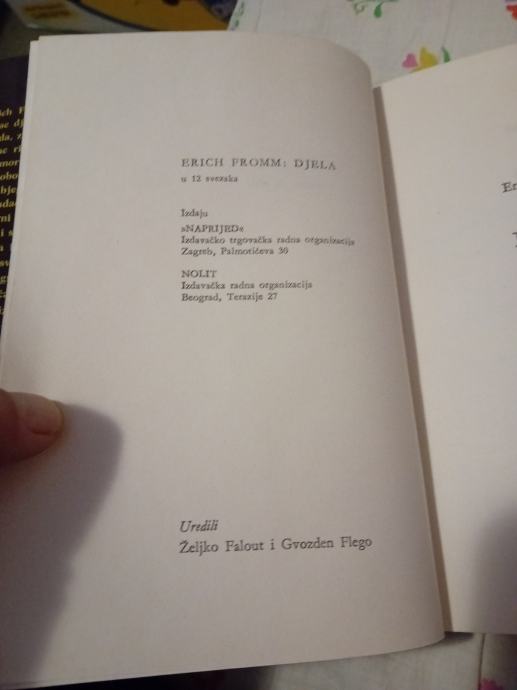 ERICH FROMM: DJELA
u 12 svezaka
Izdaju
»NAPRIJED«
Izdavačko trgovačka radna organizacija
Zagreb, Palmotićeva 30
NOLIT
Izdavačka radna organizacija
Beograd, Terazije 27
Uredili
Željko Falout i Gvozden Flego